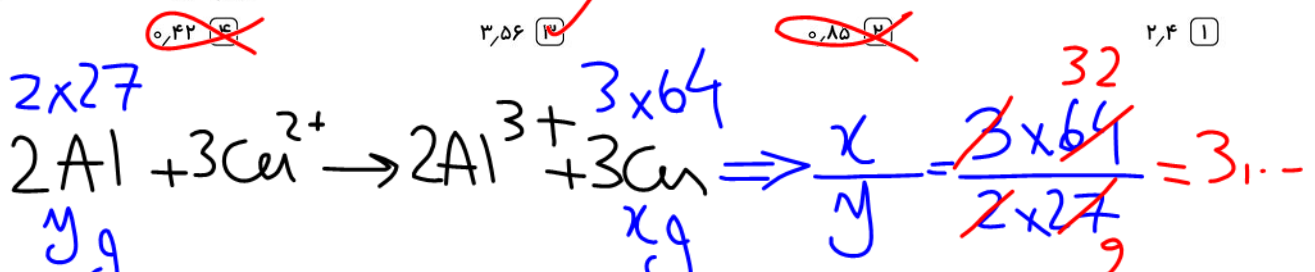 ۱ ۲٫۴ ۲ ۰٫۸۵ ۳ ۳٫۵۶ ۴ ۰٫۴۲
2x27 3x64 32
2Al + 3Cu²⁺ → 2Al³⁺ + 3Cu ⇒ x/y = 3x64/2x27 = 3,...
y g x g 9